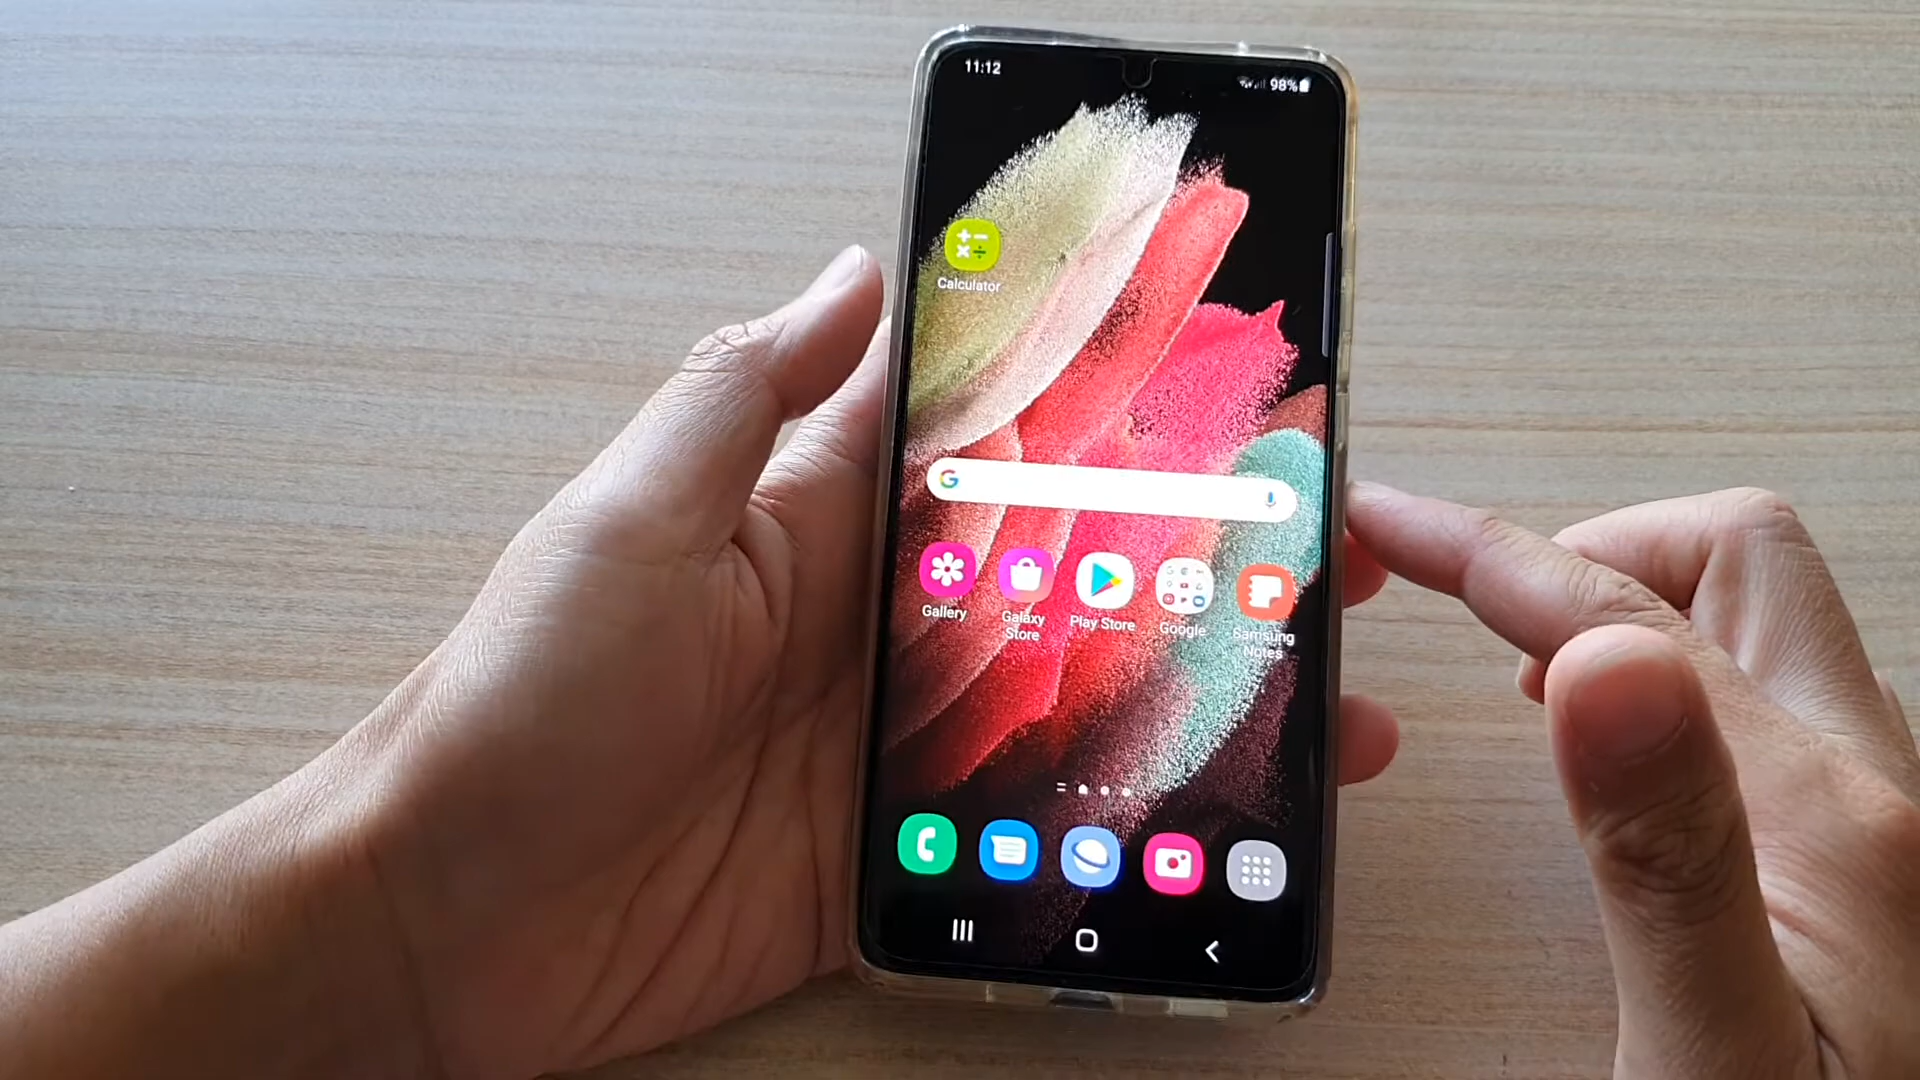 11:12
98%
Calculator
G
Gallery
Galaxy
Store
Play Store
Google
Samsung
Notes